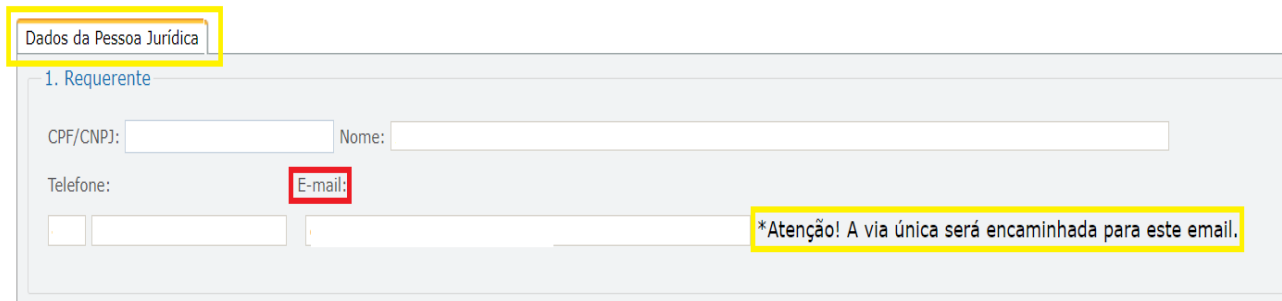 Dados da Pessoa Jurídica
1. Requerente
CPF/CNPJ: Nome:
Telefone: E-mail:
*Atenção! A via única será encaminhada para este email.